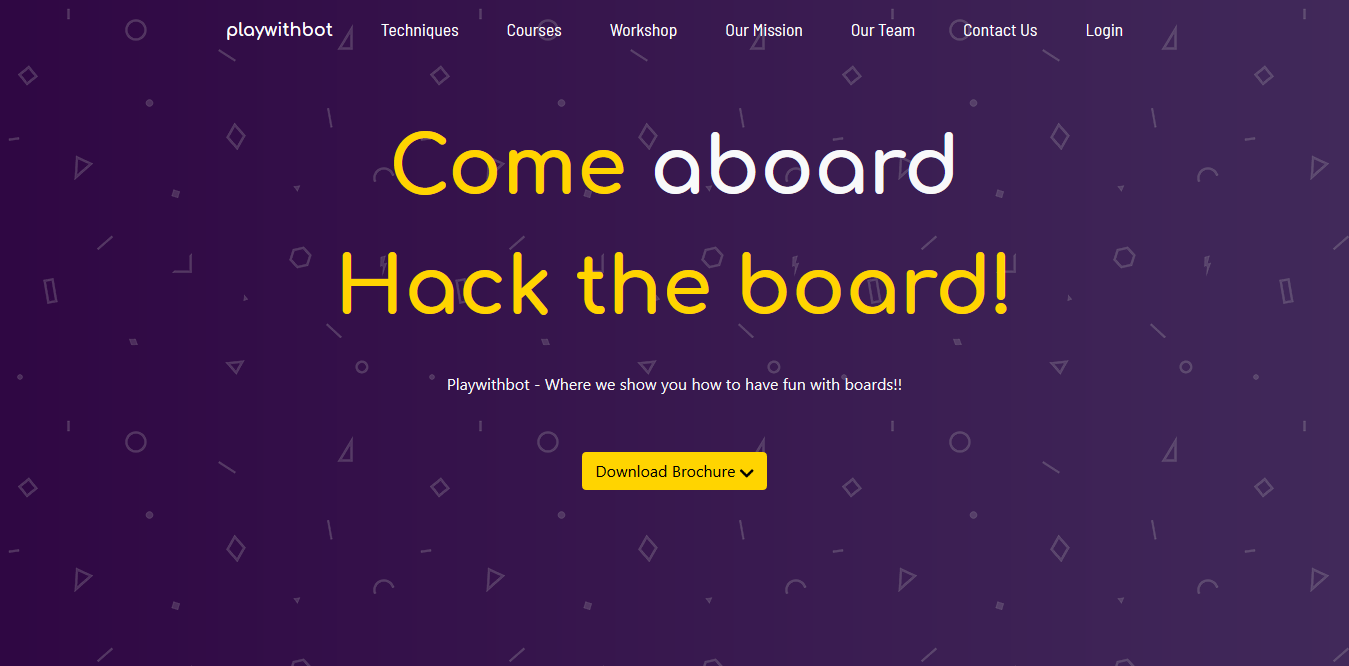 playwithbot Techniques Courses Workshop Our Mission Our Team Contact Us Login
Come aboard
Hack the board!
Playwithbot - Where we show you how to have fun with boards!!
Download Brochure